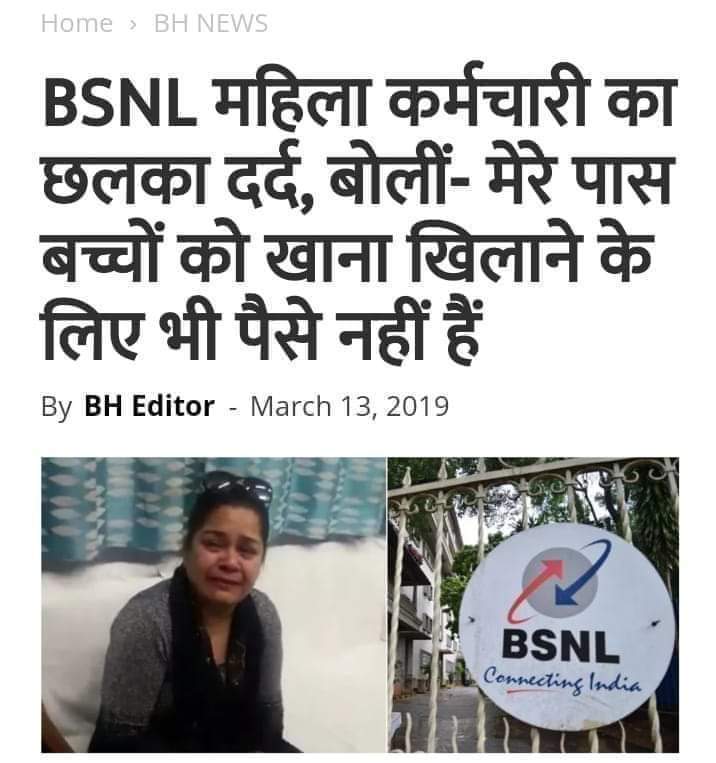 Home › BH NEWS
BSNL महिला कर्मचारी का
छलका दर्द, बोलीं- मेरे पास
बच्चों को खाना खिलाने के
लिए भी पैसे नहीं हैं
By BH Editor - March 13, 2019
BSNL
Connecting India